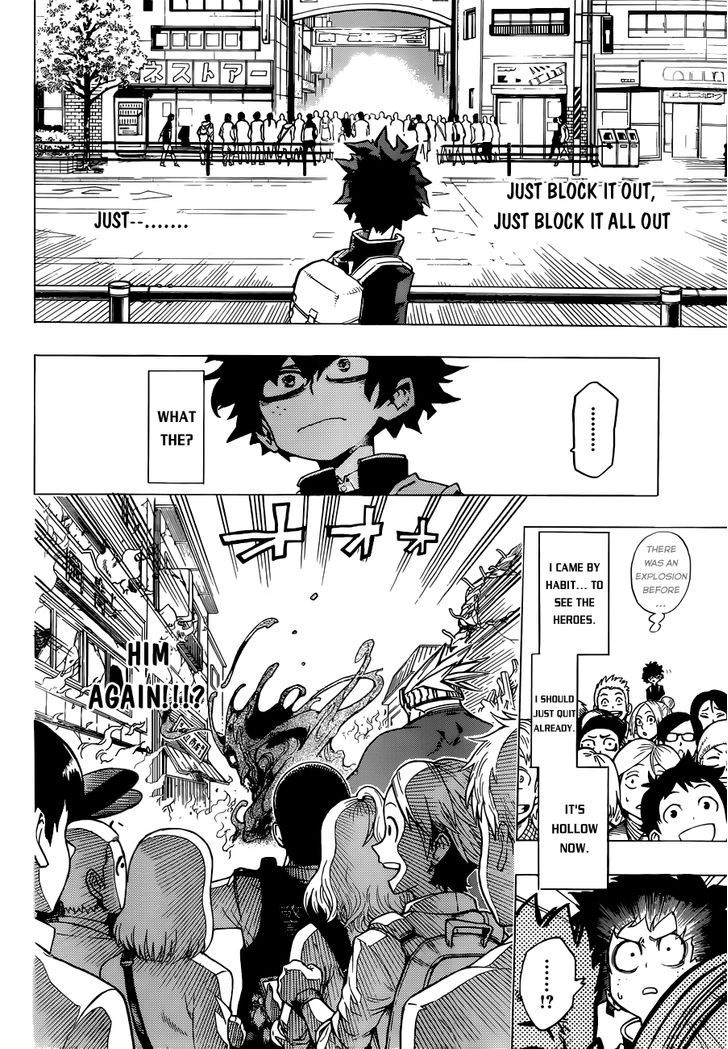 ネストアー
JUST BLOCK IT OUT,
JUST BLOCK IT ALL OUT
JUST--.......
........
WHAT
THE?
THERE
WAS AN
EXPLOSION
BEFORE
...
I CAME BY
HABIT... TO
SEE THE
HEROES.
I SHOULD
JUST QUIT
ALREADY.
IT'S
HOLLOW
NOW.
オオオ
HIM
AGAIN!!!?
......
!?